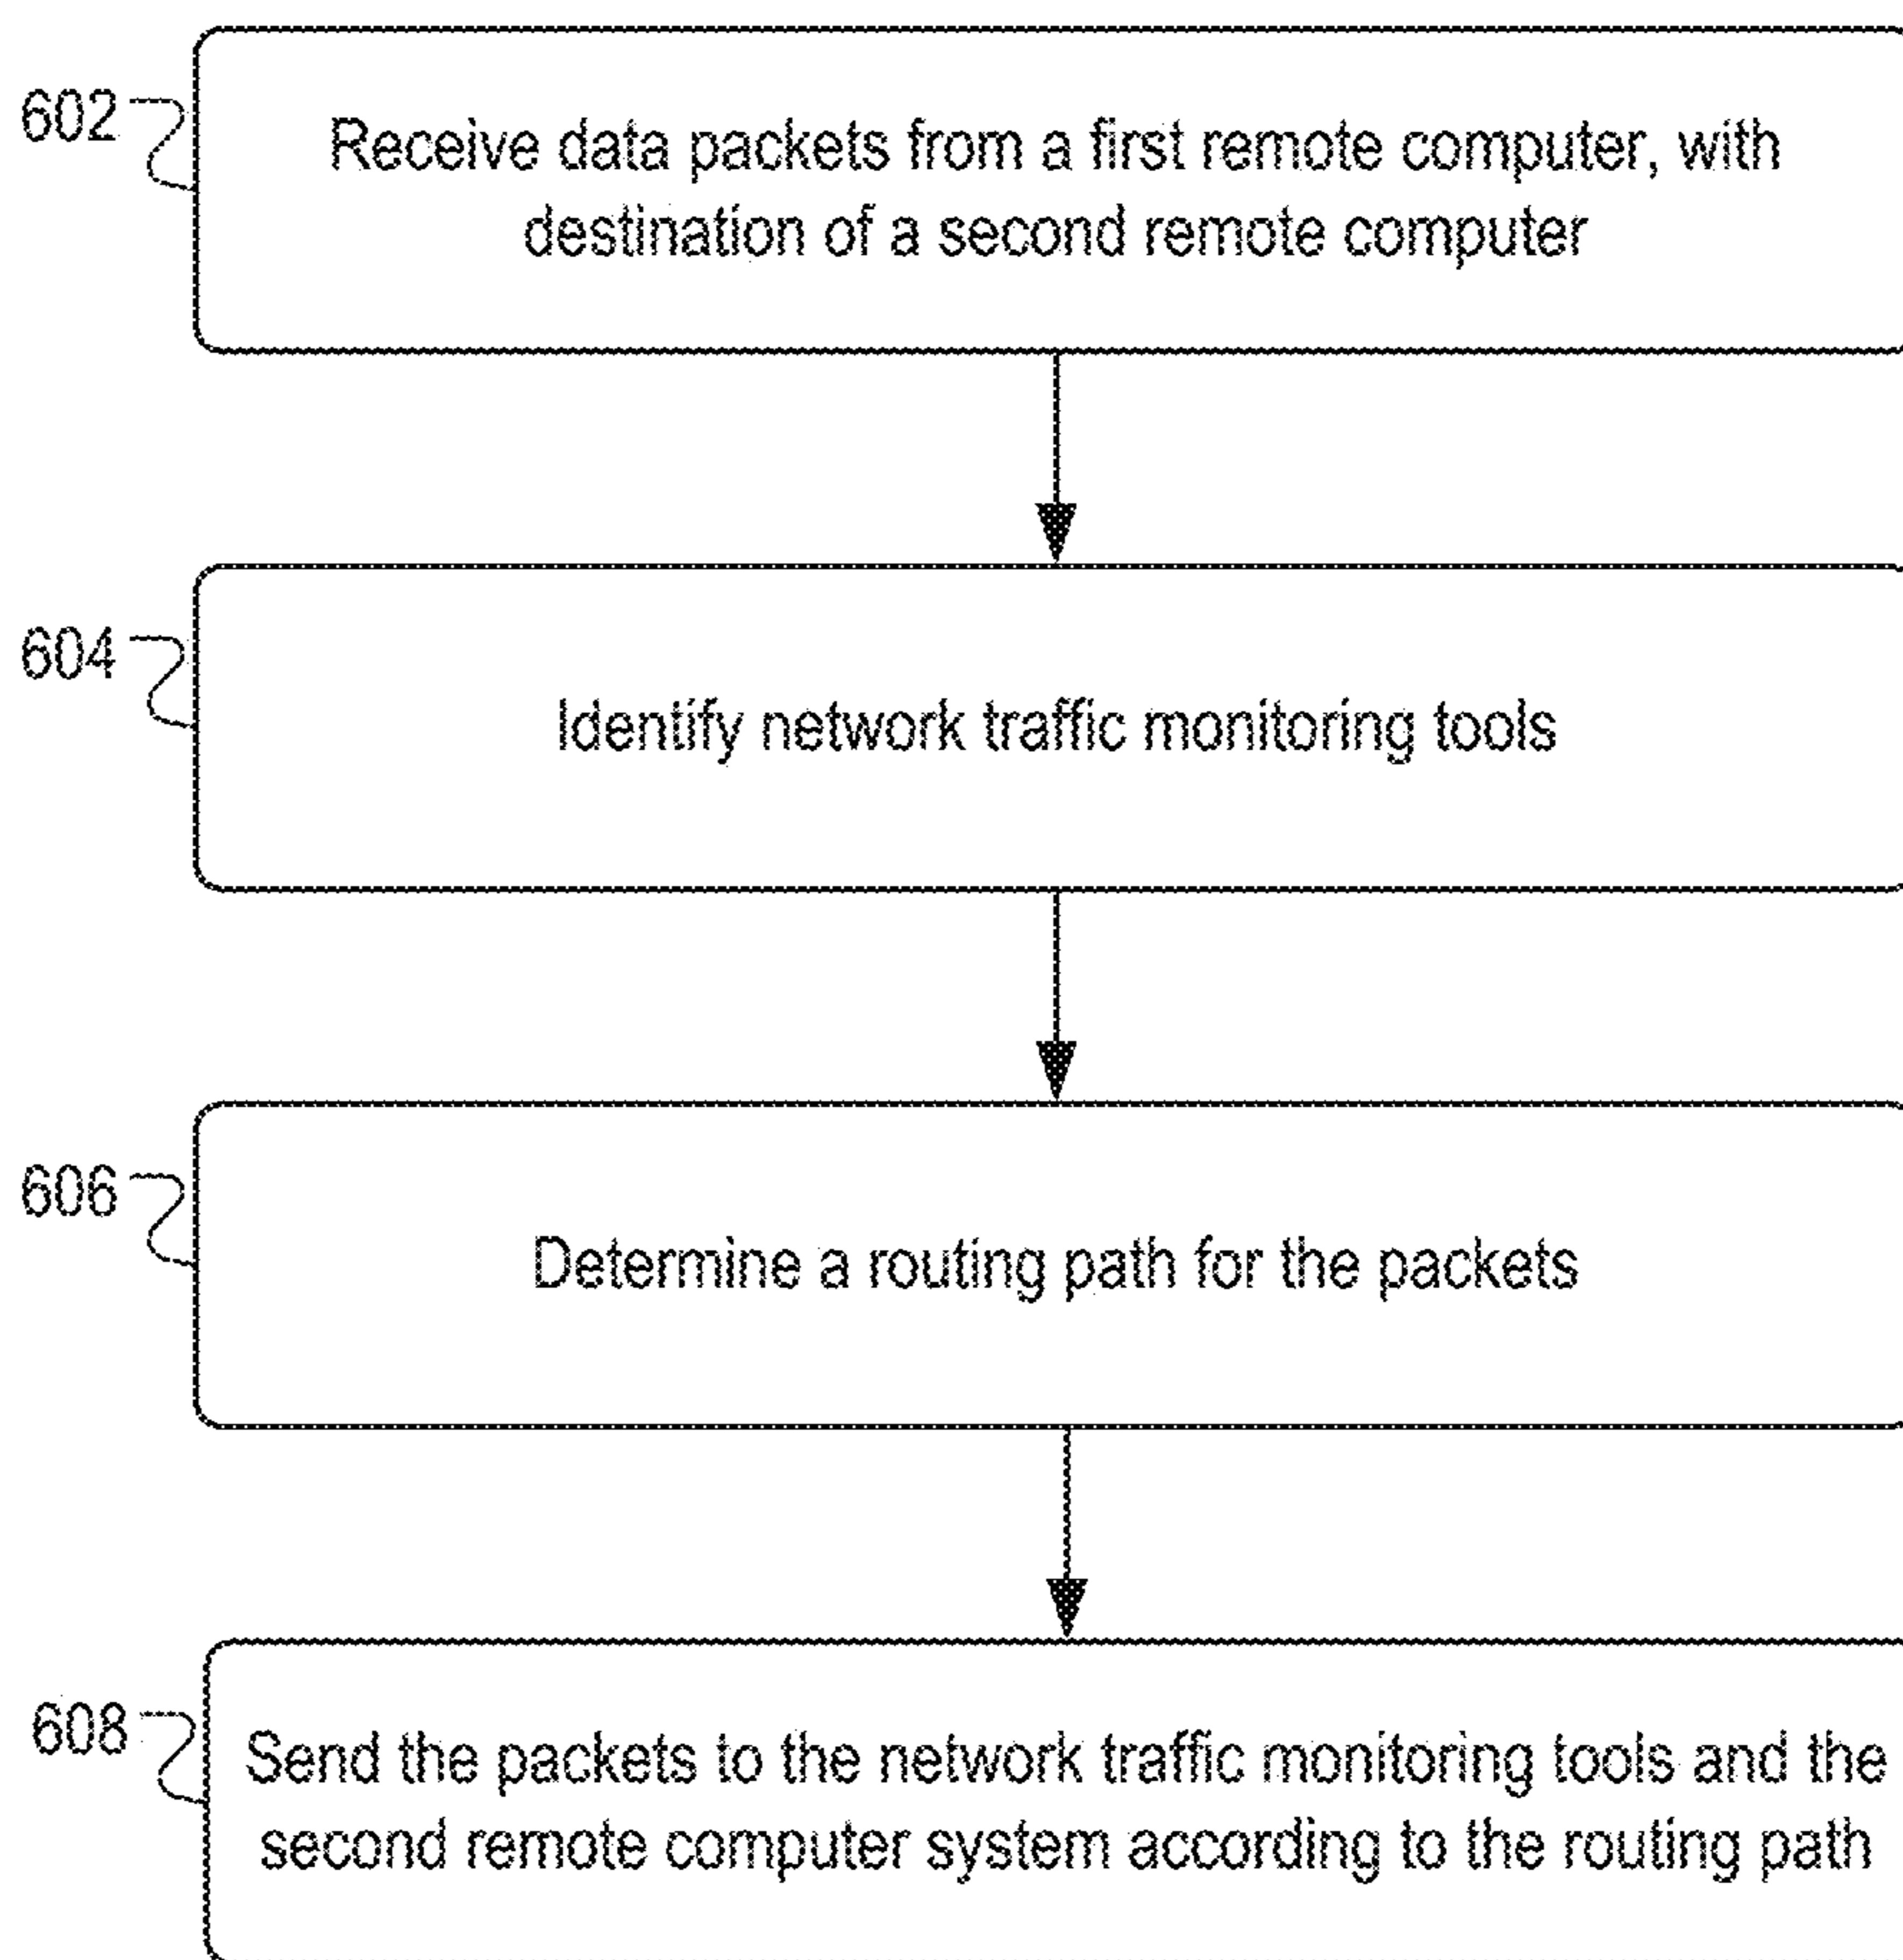 602
Receive data packets from a first remote computer, with
destination of a second remote computer
604
Identify network traffic monitoring tools
606
Determine a routing path for the packets
608
Send the packets to the network traffic monitoring tools and the
second remote computer system according to the routing path